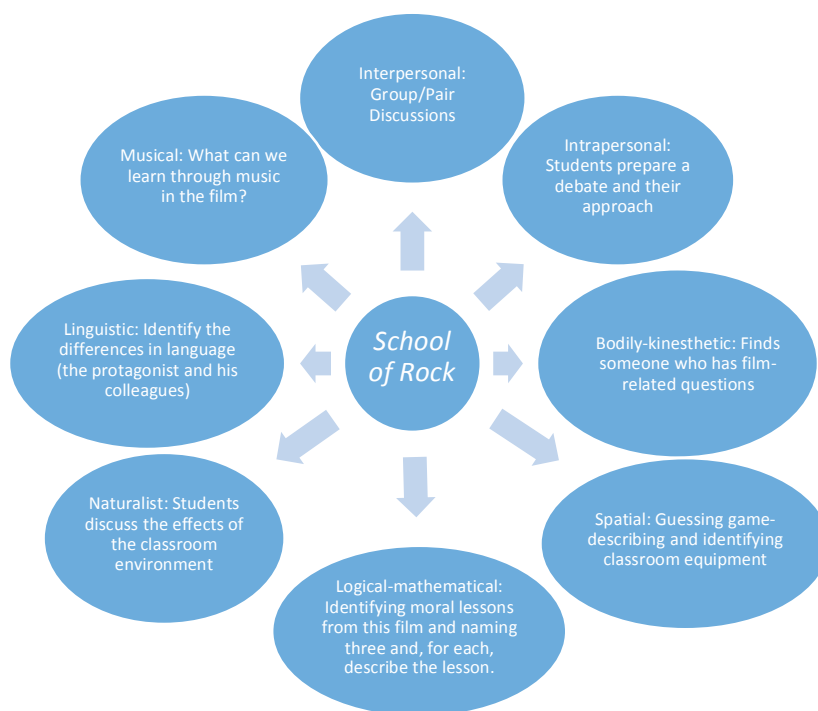 Interpersonal:
Group/Pair
Discussions
Intrapersonal:
Students prepare a
debate and their
approach
Bodily-kinesthetic: Finds
someone who has film-
related questions
Spatial: Guessing game-
describing and identifying
classroom equipment
Logical-mathematical:
Identifying moral lessons
from this film and naming
three and, for each,
describe the lesson.
Naturalist: Students
discuss the effects of
the classroom
environment
Linguistic: Identify the
differences in language
(the protagonist and his
colleagues)
Musical: What can we
learn through music
in the film?
School
of Rock